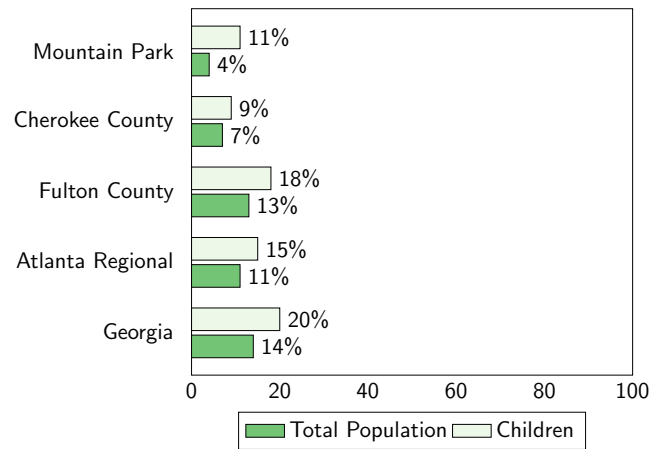 Mountain Park
11%
4%
Cherokee County
9%
7%
Fulton County
18%
13%
Atlanta Regional
15%
11%
Georgia
20%
14%
0 20 40 60 80 100
Total Population Children